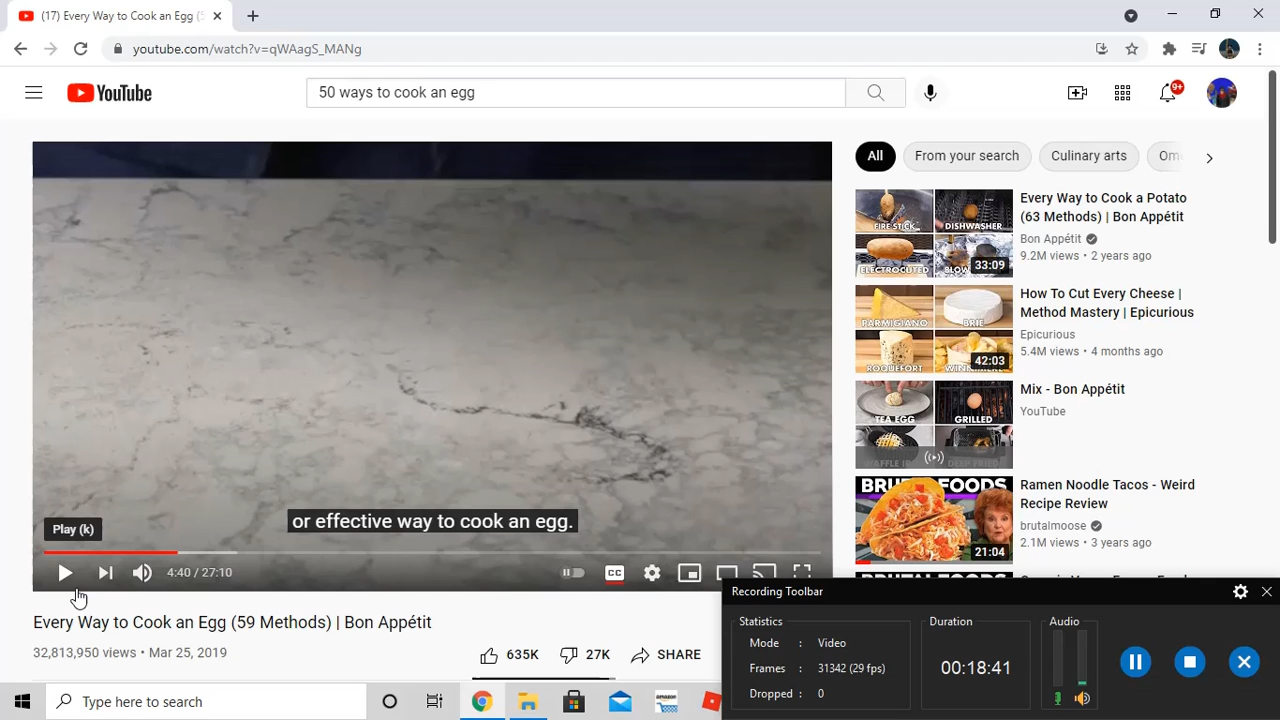 (17) Every Way to Cook an Egg (5
youtube.com/watch?v=qWAagS_MANg
YouTube
50 ways to cook an egg
9+
All
From your search
Culinary arts
Om
FIRE STICK
DISHWASHER
ELECTROCUTED
BLOW
33:09
Every Way to Cook a Potato
(63 Methods) | Bon Appétit
Bon Appétit
9.2M views • 2 years ago
PARMIGIANO
BRIE
ROQUEFORT
42:03
How To Cut Every Cheese |
Method Mastery | Epicurious
Epicurious
5.4M views • 4 months ago
TEA EGG
GRILLED
Mix - Bon Appétit
YouTube
BRUTALFOODS
21:04
Ramen Noodle Tacos - Weird
Recipe Review
brutalmoose
2.1M views • 3 years ago
or effective way to cook an egg.
Play (k)
4:40 / 27:10
CC
Every Way to Cook an Egg (59 Methods) | Bon Appétit
32,813,950 views • Mar 25, 2019
635K
27K
SHARE
Recording Toolbar
Statistics
Mode : Video
Frames : 31342 (29 fps)
Dropped : 0
Duration
00:18:41
Audio
Type here to search